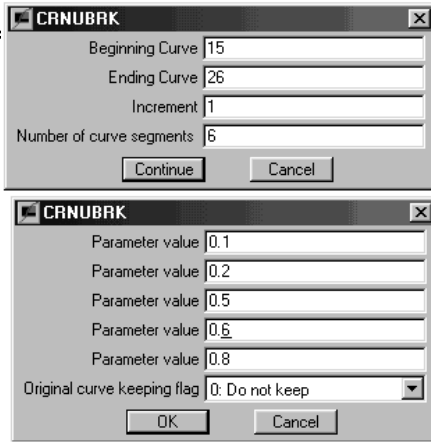 CRNUBRK
Beginning Curve 15
Ending Curve 26
Increment 1
Number of curve segments 6
Continue Cancel
CRNUBRK
Parameter value 0.1
Parameter value 0.2
Parameter value 0.5
Parameter value 0.6
Parameter value 0.8
Original curve keeping flag 0: Do not keep
OK Cancel